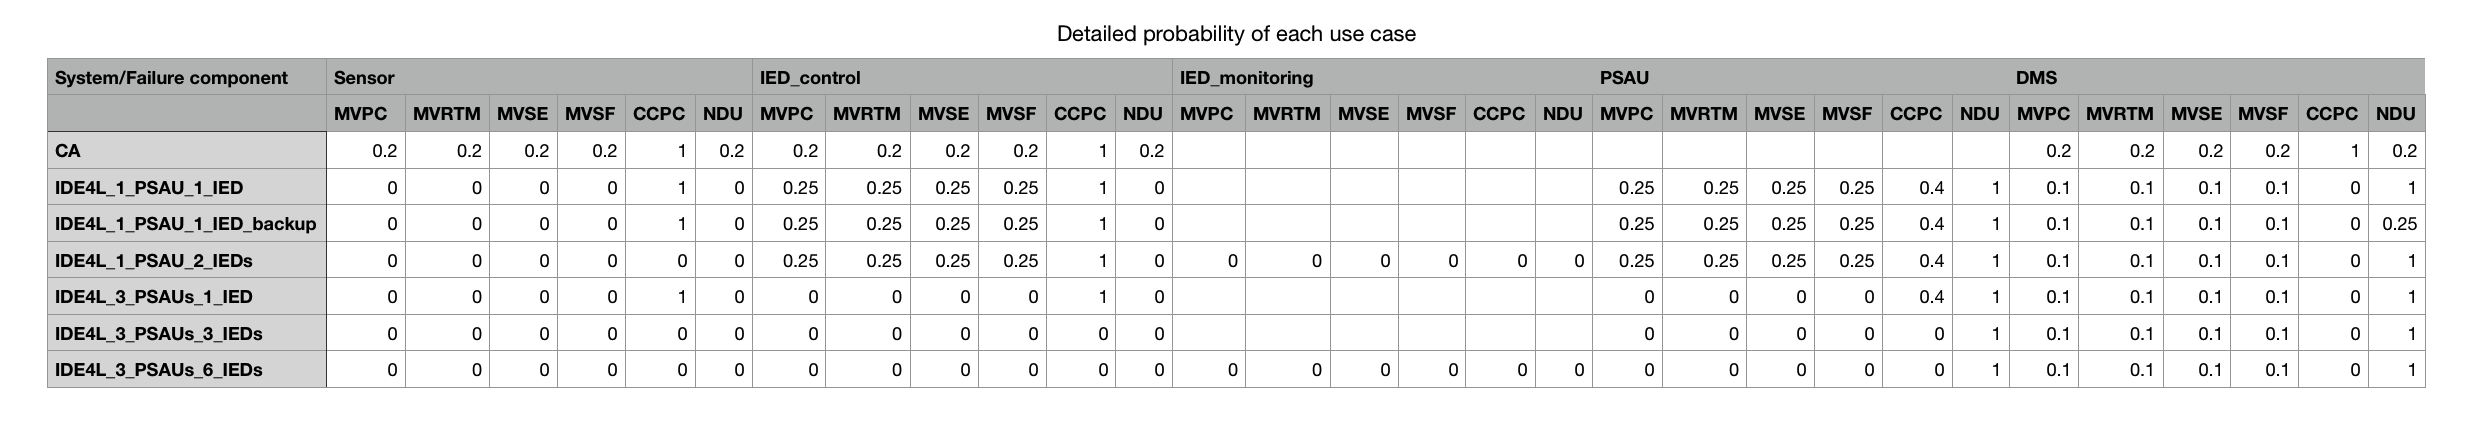 Detailed probability of each use case
System/Failure component Sensor IED_control IED_monitoring PSAU DMS
MVPC MVRTM MVSE MVSF CCPC NDU MVPC MVRTM MVSE MVSF CCPC NDU MVPC MVRTM MVSE MVSF CCPC NDU MVPC MVRTM MVSE MVSF CCPC NDU MVPC MVRTM MVSE MVSF CCPC NDU
CA 0.2 0.2 0.2 0.2 1 0.2 0.2 0.2 0.2 0.2 1 0.2 0.2 0.2 0.2 0.2 1 0.2
IDE4L_1_PSAU_1_IED 0 0 0 0 1 0 0.25 0.25 0.25 0.25 1 0 0.25 0.25 0.25 0.25 0.4 1 0.1 0.1 0.1 0.1 0 1
IDE4L_1_PSAU_1_IED_backup 0 0 0 0 1 0 0.25 0.25 0.25 0.25 1 0 0.25 0.25 0.25 0.25 0.4 1 0.1 0.1 0.1 0.1 0 0.25
IDE4L_1_PSAU_2_IEDs 0 0 0 0 0 0 0.25 0.25 0.25 0.25 1 0 0 0 0 0 0 0 0.25 0.25 0.25 0.25 0.4 1 0.1 0.1 0.1 0.1 0 1
IDE4L_3_PSAUs_1_IED 0 0 0 0 1 0 0 0 0 0 1 0 0 0 0 0 0.4 1 0.1 0.1 0.1 0.1 0 1
IDE4L_3_PSAUs_3_IEDs 0 0 0 0 0 0 0 0 0 0 0 0 0 0 0 0 0 1 0.1 0.1 0.1 0.1 0 1
IDE4L_3_PSAUs_6_IEDs 0 0 0 0 0 0 0 0 0 0 0 0 0 0 0 0 0 0 0 0 0 0 0 1 0.1 0.1 0.1 0.1 0 1